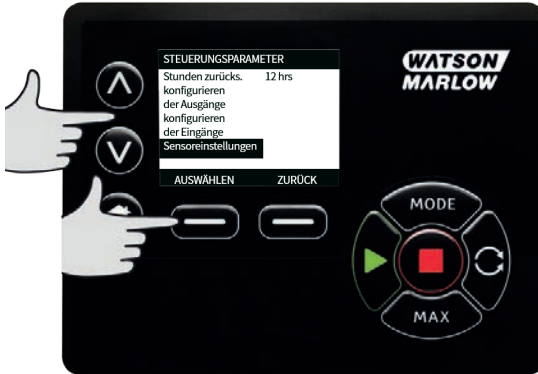 STEUERUNGSPARAMETER
WATSON
MARLOW
Stunden zurücks. 12 hrs
konfigurieren
der Ausgänge
konfigurieren
der Eingänge
Sensoreinstellungen
AUSWÄHLEN ZURÜCK
MODE
MAX